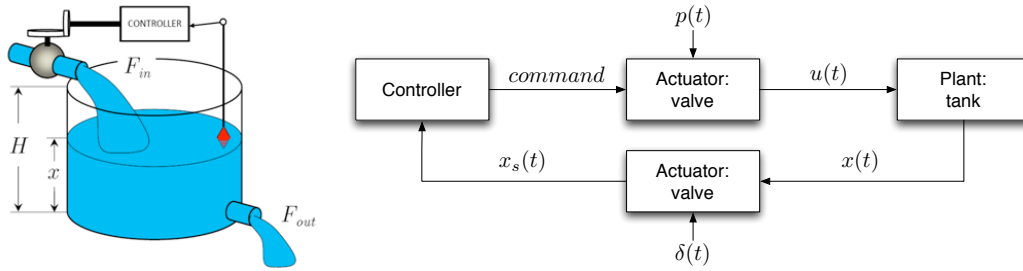 CONTROLLER
F_in
H
x
F_out
p(t)
Controller
command
Actuator:
valve
u(t)
Plant:
tank
x_s(t)
Actuator:
valve
x(t)
δ(t)